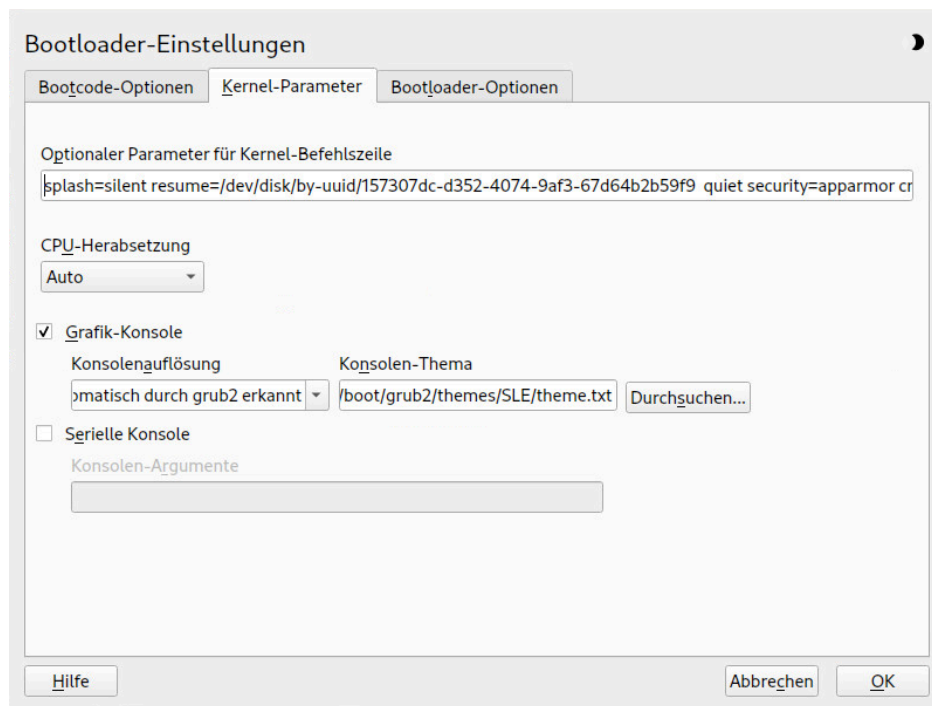 Bootloader-Einstellungen
Bootcode-Optionen Kernel-Parameter Bootloader-Optionen
Optionaler Parameter für Kernel-Befehlszeile
splash=silent resume=/dev/disk/by-uuid/157307dc-d352-4074-9af3-67d64b2b59f9 quiet security=apparmor cr
CPU-Herabsetzung
Auto
Grafik-Konsole
Konsolenauflösung Konsolen-Thema
omatisch durch grub2 erkannt /boot/grub2/themes/SLE/theme.txt Durchsuchen...
Serielle Konsole
Konsolen-Argumente
Hilfe Abbrechen OK